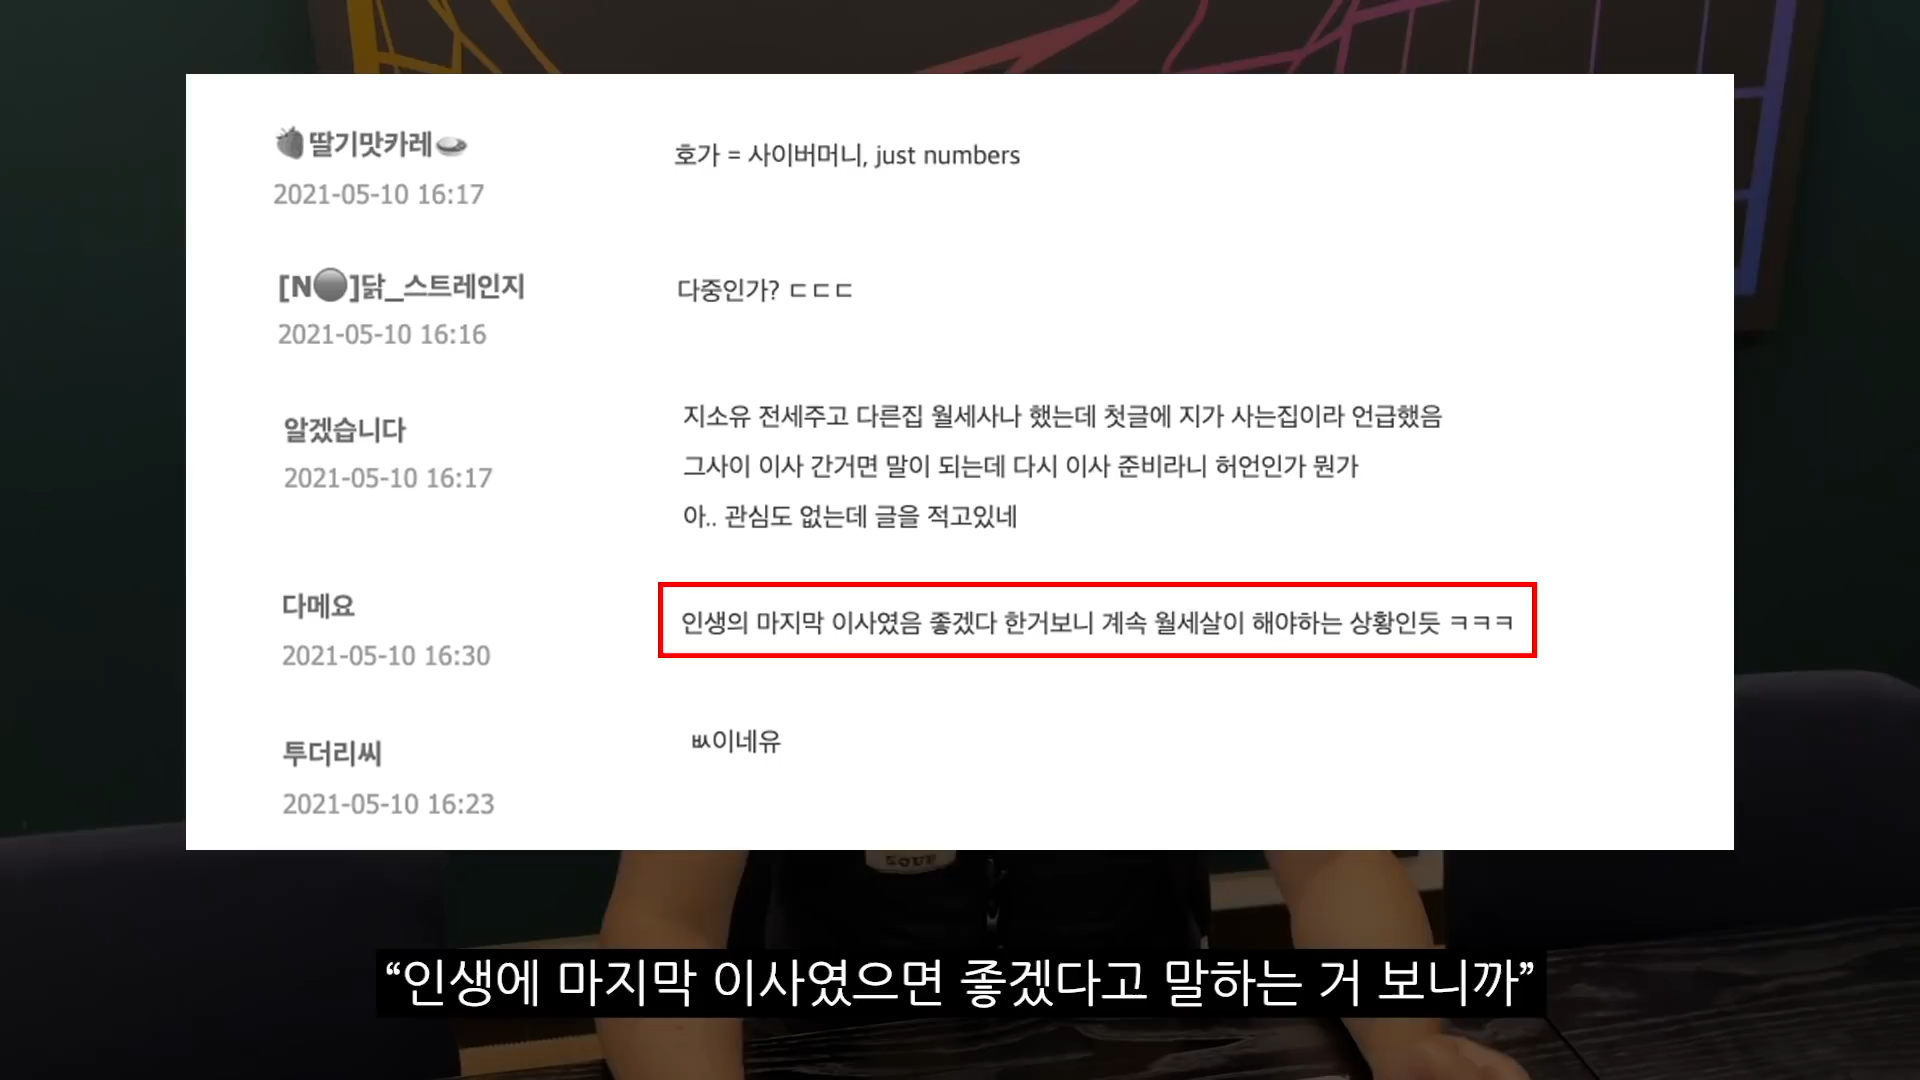 딸기맛카레
호가 = 사이버머니, just numbers
2021-05-10 16:17
[N]닭_스트레인지
다중인가? ㄷㄷㄷ
2021-05-10 16:16
알겠습니다
2021-05-10 16:17
지소유 전세주고 다른집 월세사나 했는데 첫글에 지가 사는집이라 언급했음
그사이 이사 간거면 말이 되는데 다시 이사 준비라니 허언인가 뭔가
아.. 관심도 없는데 글을 적고있네
다메요
인생의 마지막 이사였음 좋겠다 한거보니 계속 월세살이 해야하는 상황인듯 ㅋㅋㅋ
2021-05-10 16:30
투더리씨
ㅄ이네유
2021-05-10 16:23
“인생에 마지막 이사였으면 좋겠다고 말하는 거 보니까”